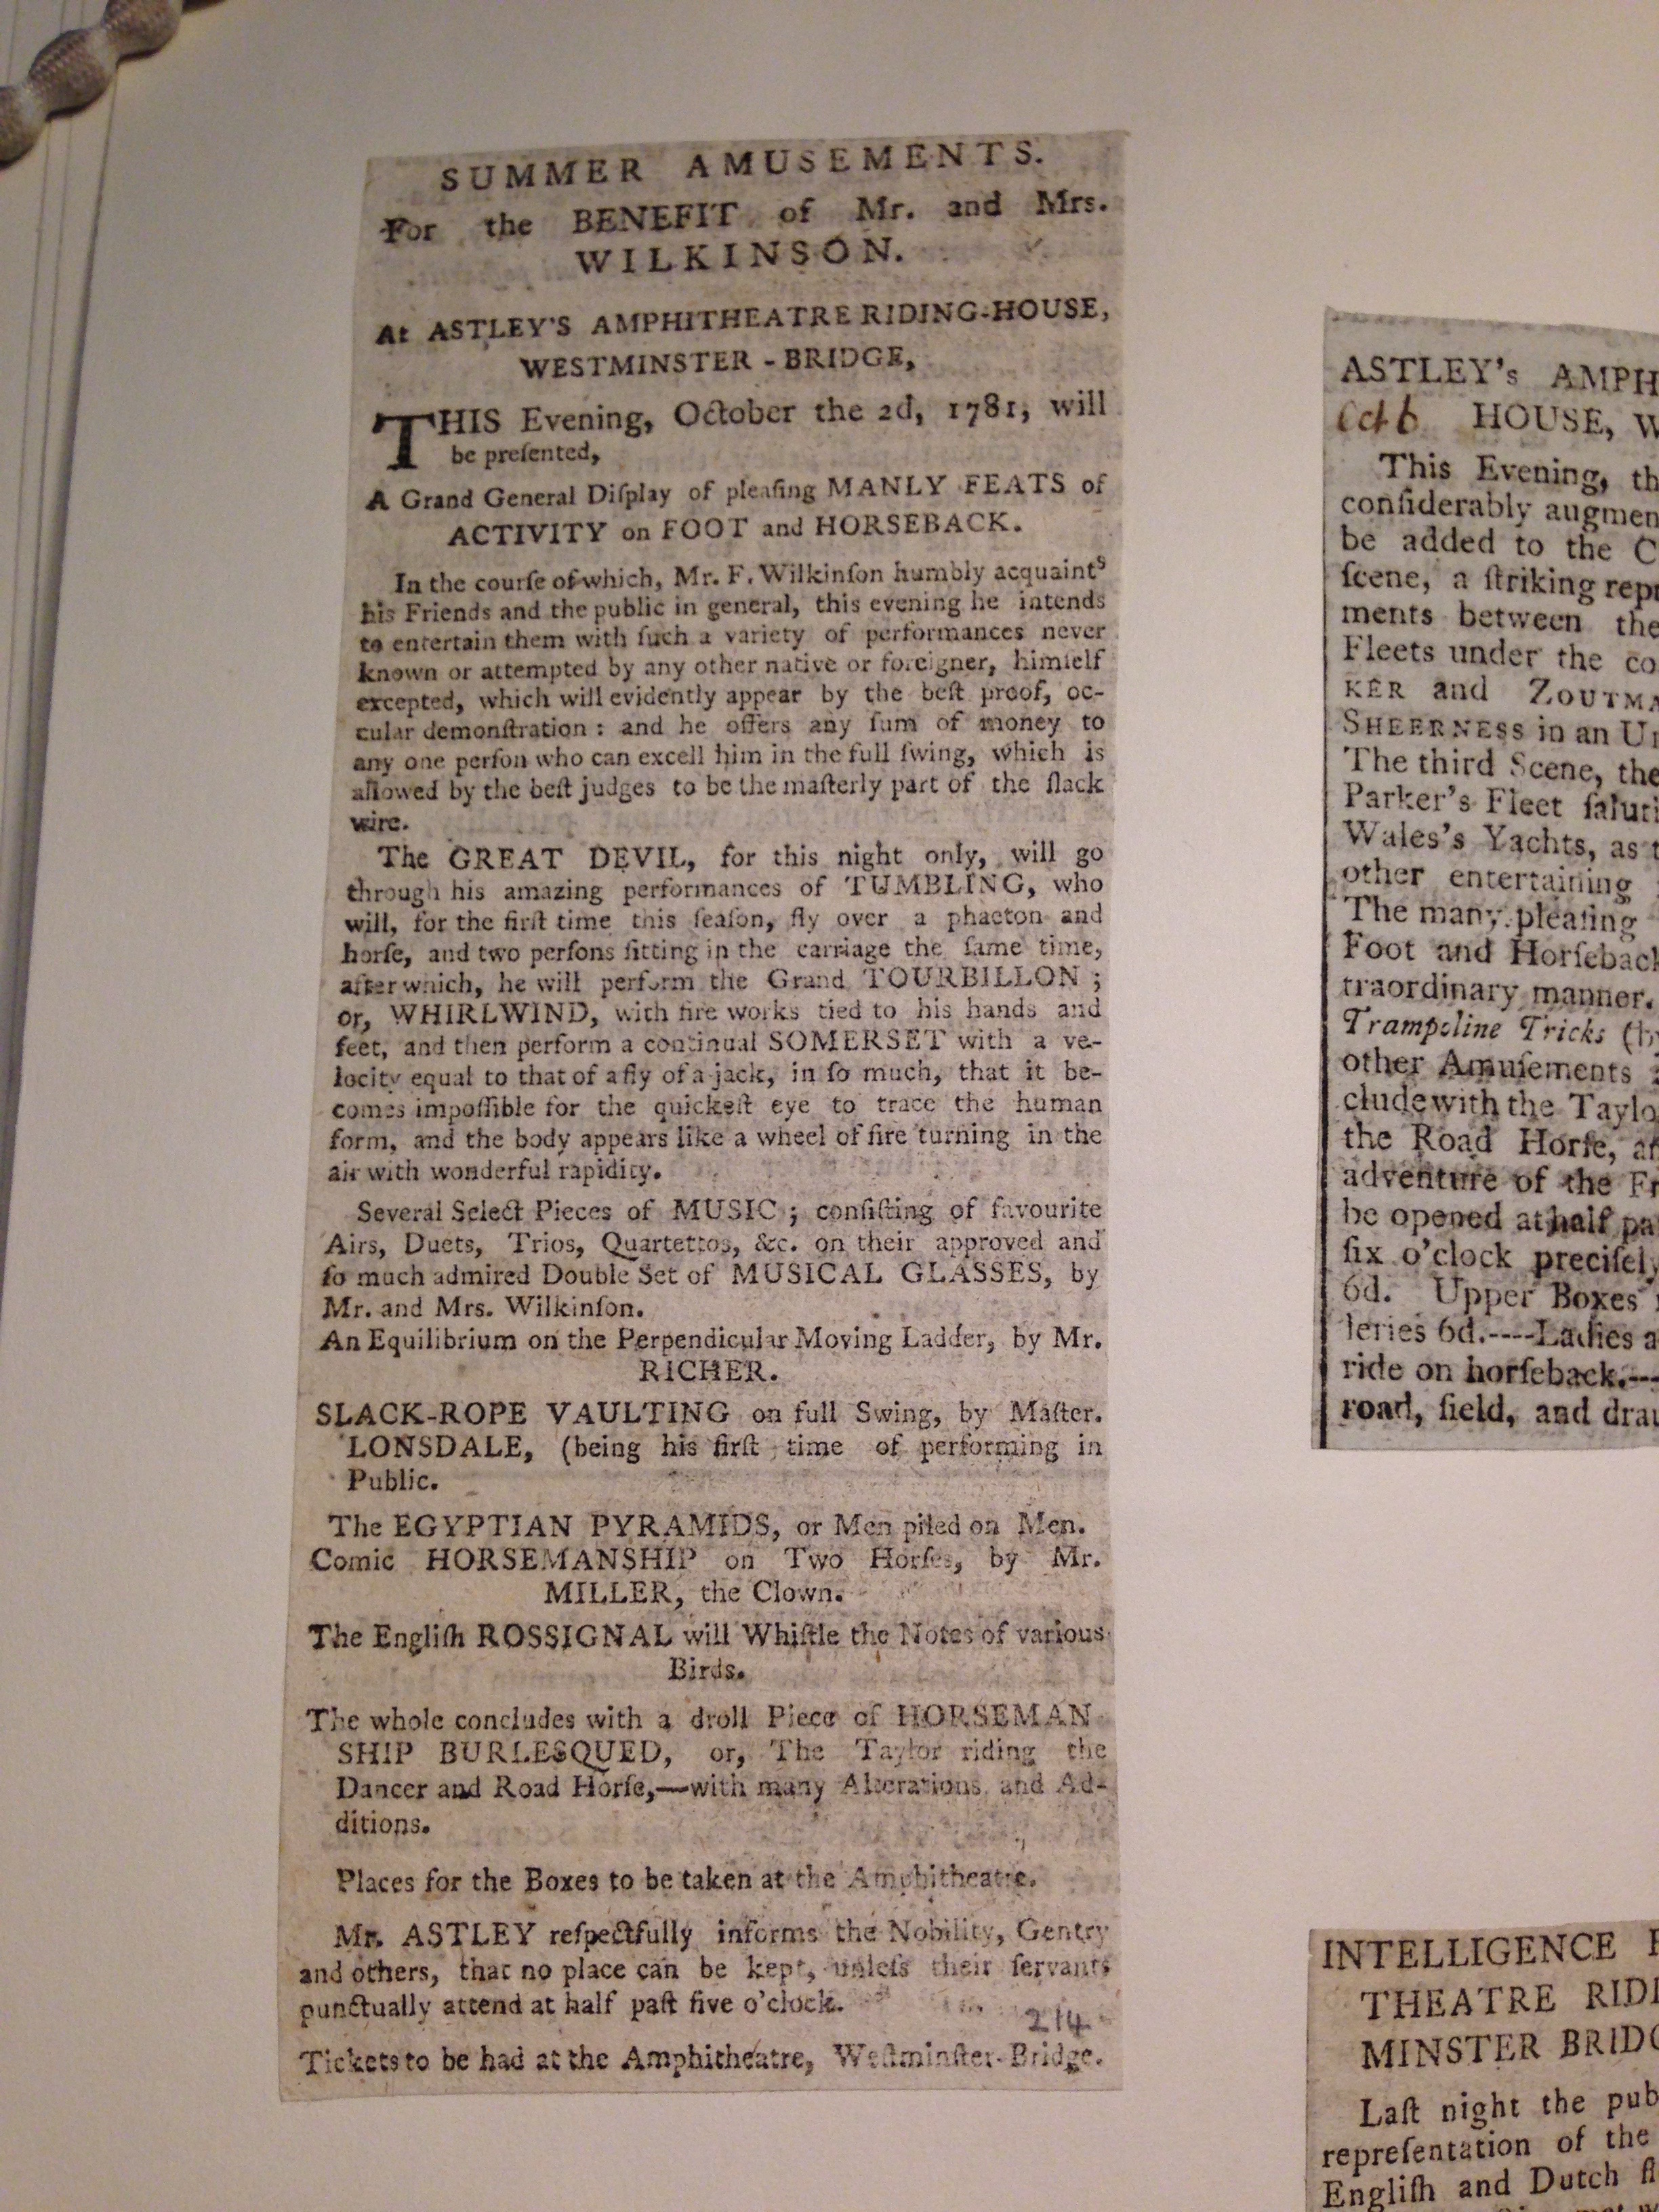 SUMMER AMUSEMENTS.
For the BENEFIT of Mr. and Mrs.
WILKINSON.
At ASTLEY'S AMPHITHEATRE RIDING-HOUSE,
WESTMINSTER-BRIDGE,
THIS Evening, October the 2d, 1781, will
be preſented,
A Grand General Diſplay of pleaſing MANLY FEATS of
ACTIVITY on FOOT and HORSEBACK.
In the courſe of which, Mr. F. Wilkinſon humbly acquaints
his Friends and the public in general, this evening he intends
to entertain them with ſuch a variety of performances never
known or attempted by any other native or foreigner, himſelf
excepted, which will evidently appear by the beſt proof, oc-
cular demonſtration: and he offers any ſum of money to
any one perſon who can excell him in the full ſwing, which is
allowed by the beſt judges to be the maſterly part of the ſlack
wire.
The GREAT DEVIL, for this night only, will go
through his amazing performances of TUMBLING, who
will, for the firſt time this ſeaſon, fly over a phaeton and
horſe, and two perſons ſitting in the carriage the ſame time,
after which, he will perform the Grand TOURBILLON;
or, WHIRLWIND, with fire works tied to his hands and
feet, and then perform a continual SOMERSET with a ve-
locity equal to that of a fly of a jack, in ſo much, that it be-
comes impoſſible for the quickeſt eye to trace the human
form, and the body appears like a wheel of fire turning in the
air with wonderful rapidity.
Several Select Pieces of MUSIC; conſiſting of favourite
Airs, Duets, Trios, Quartettos, &c. on their approved and
ſo much admired Double Set of MUSICAL GLASSES, by
Mr. and Mrs. Wilkinſon.
An Equilibrium on the Perpendicular Moving Ladder, by Mr.
RICHER.
SLACK-ROPE VAULTING on full Swing, by Maſter.
LONSDALE, (being his firſt time of performing in
Public.
The EGYPTIAN PYRAMIDS, or Men piled on Men.
Comic HORSEMANSHIP on Two Horſes, by Mr.
MILLER, the Clown.
The Engliſh ROSSIGNAL will Whiſtle the Notes of various
Birds.
The whole concludes with a droll Piece of HORSEMAN
SHIP BURLESQUED, or, The Taylor riding the
Dancer and Road Horſe,—with many Alterations and Ad-
ditions.
Places for the Boxes to be taken at the Amphitheatre.
Mr. ASTLEY reſpectfully informs the Nobility, Gentry
and others, that no place can be kept, unleſs their ſervants
punctually attend at half paſt five o'clock.
214
Tickets to be had at the Amphitheatre, Weſtminſter-Bridge.
ASTLEY's AMPH
Oct 6 HOUSE, W
This Evening, th
conſiderably augmen
be added to the C
ſcene, a ſtriking repr
ments between the
Fleets under the co
KER and ZOUTMA
SHEERNESS in an Ur
The third Scene, the
Parker's Fleet ſaluti
Wales's Yachts, as t
other entertaining
The many pleaſing
Foot and Horſeback
traordinary manner.
Trampoline Tricks (by
other Amuſements
clude with the Taylo
the Road Horſe, an
adventure of the Fr
be opened at half pa
ſix o'clock preciſely
6d. Upper Boxes
leries 6d.----Ladies a
ride on horſeback.---
road, field, and drau
INTELLIGENCE F
THEATRE RIDI
MINSTER BRIDG
Laſt night the pub
repreſentation of the
Engliſh and Dutch fl